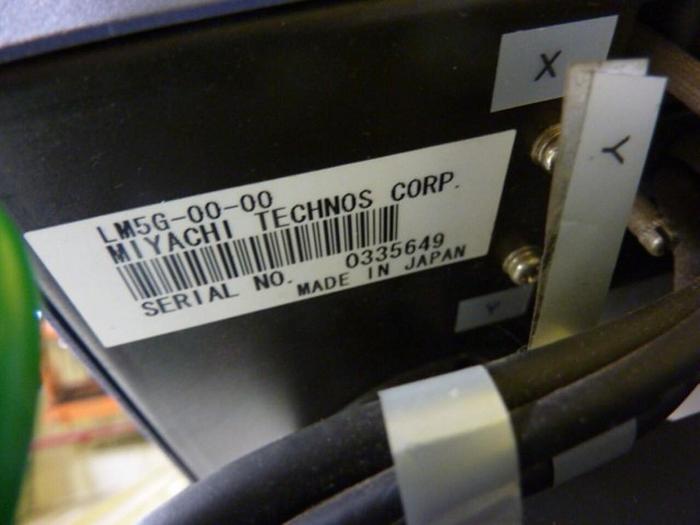 X
Y
LM5G-00-00
MIYACHI TECHNOS CORP.
SERIAL NO. 0335649
MADE IN JAPAN
Y